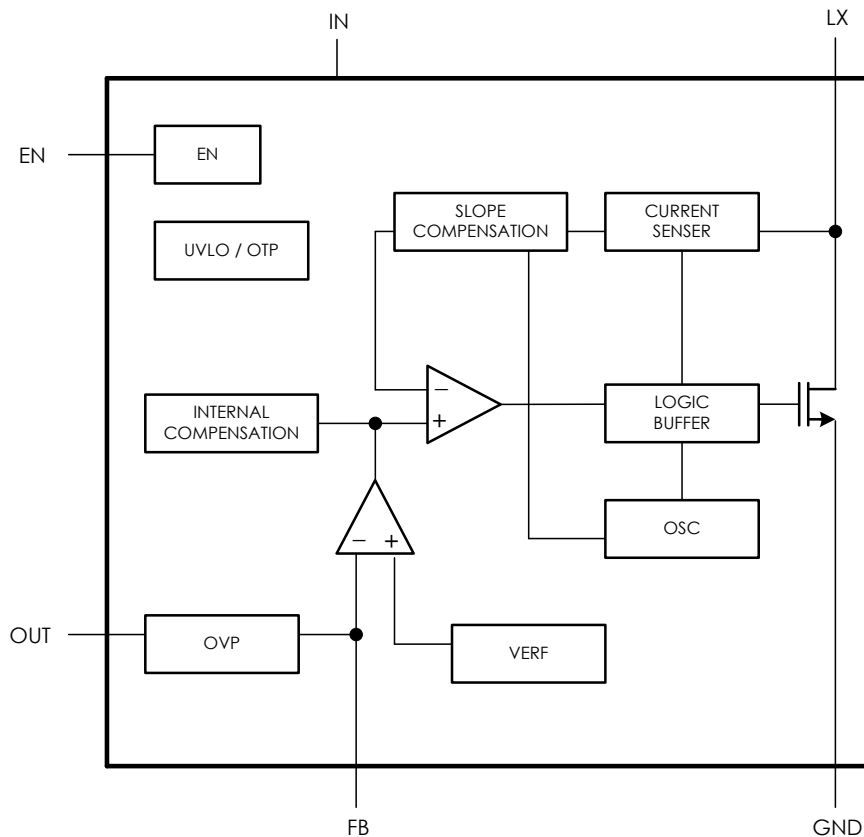 IN
LX
EN
EN
UVLO / OTP
SLOPE
COMPENSATION
CURRENT
SENSER
−
+
INTERNAL
COMPENSATION
LOGIC
BUFFER
OSC
− +
OUT
OVP
VERF
FB
GND